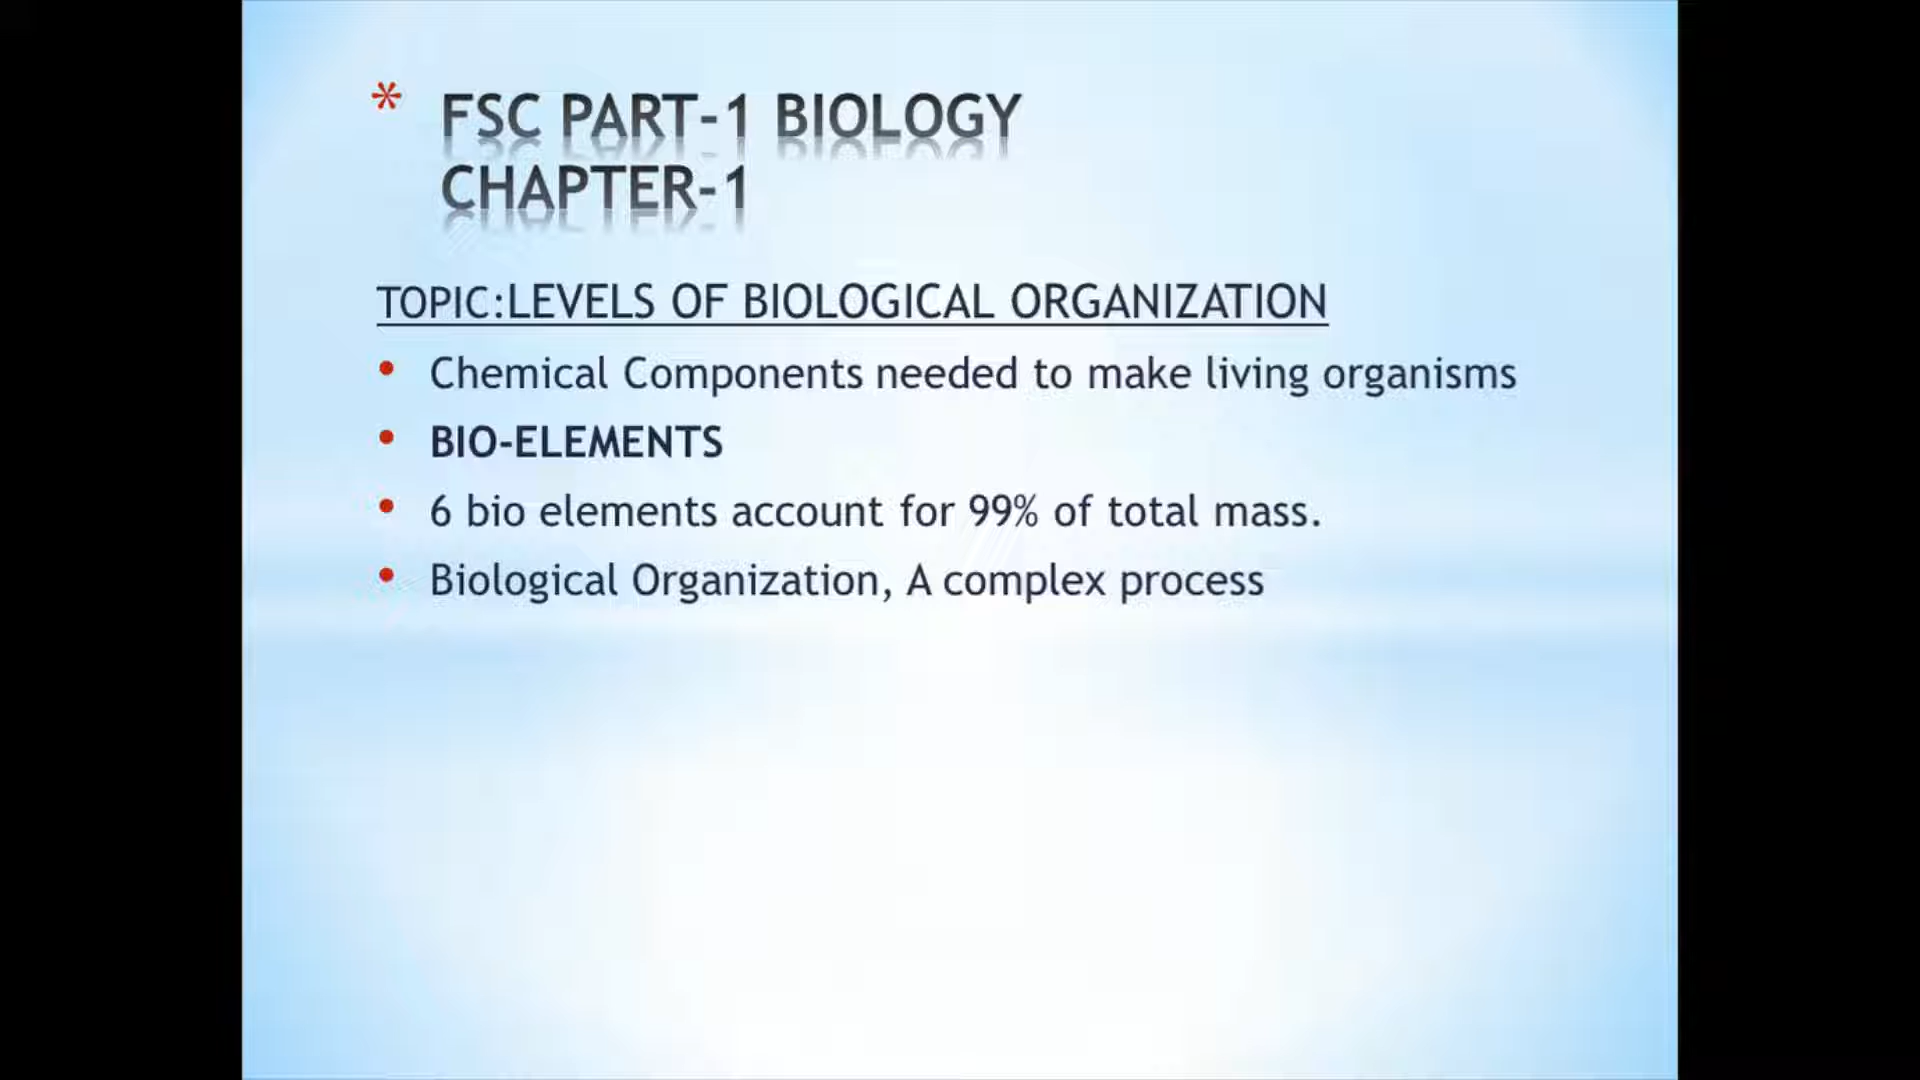 * FSC PART-1 BIOLOGY
CHAPTER-1
TOPIC:LEVELS OF BIOLOGICAL ORGANIZATION
• Chemical Components needed to make living organisms
• BIO-ELEMENTS
• 6 bio elements account for 99% of total mass.
• Biological Organization, A complex process